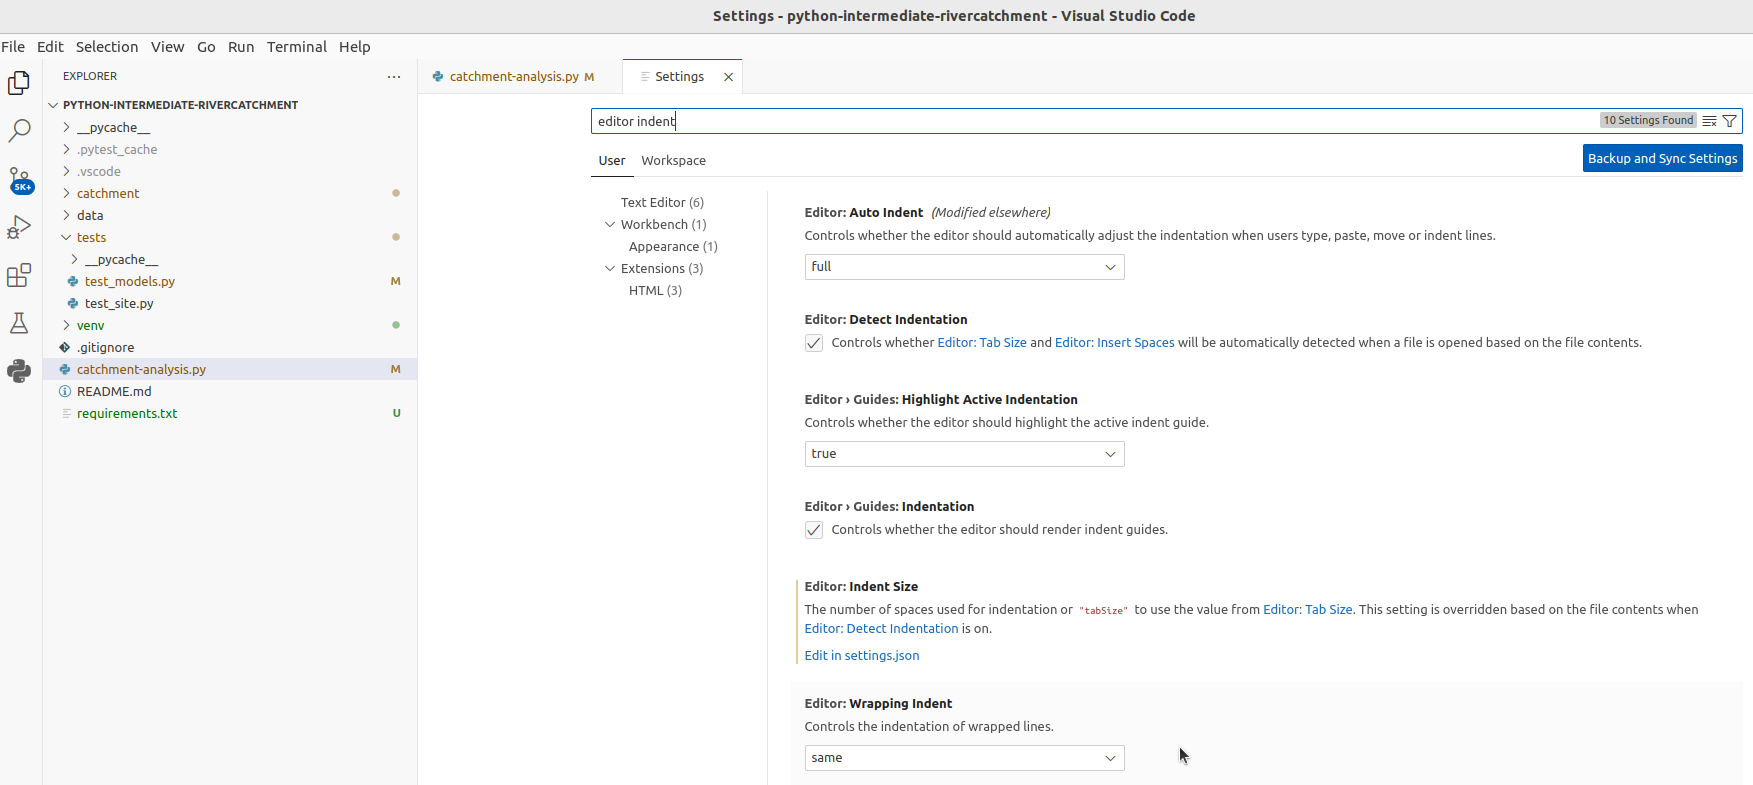 Settings - python-intermediate-rivercatchment - Visual Studio Code
File Edit Selection View Go Run Terminal Help
EXPLORER
PYTHON-INTERMEDIATE-RIVERCATCHMENT
__pycache__
.pytest_cache
.vscode
catchment
data
tests
__pycache__
test_models.py M
test_site.py
venv
.gitignore
catchment-analysis.py M
README.md
requirements.txt U
5K+
catchment-analysis.py M
Settings
editor indent
10 Settings Found
User Workspace
Backup and Sync Settings
Text Editor (6)
Workbench (1)
Appearance (1)
Extensions (3)
HTML (3)
Editor: Auto Indent (Modified elsewhere)
Controls whether the editor should automatically adjust the indentation when users type, paste, move or indent lines.
full
Editor: Detect Indentation
Controls whether Editor: Tab Size and Editor: Insert Spaces will be automatically detected when a file is opened based on the file contents.
Editor › Guides: Highlight Active Indentation
Controls whether the editor should highlight the active indent guide.
true
Editor › Guides: Indentation
Controls whether the editor should render indent guides.
Editor: Indent Size
The number of spaces used for indentation or "tabSize" to use the value from Editor: Tab Size. This setting is overridden based on the file contents when
Editor: Detect Indentation is on.
Edit in settings.json
Editor: Wrapping Indent
Controls the indentation of wrapped lines.
same